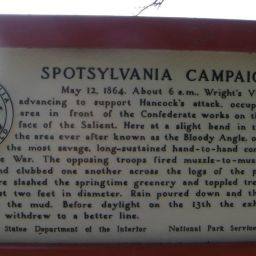 SPOTSYLVANIA CAMPAIG
May 12, 1864. About 6 a.m., Wright's V
advancing to support Hancock's attack, occup
area in front of the Confederate works on th
face of the Salient. Here at a slight bend in th
the area ever after known as the Bloody Angle, o
the most savage, long-sustained hand-to-hand co
e War. The opposing troops fired muzzle-to-mu
nd clubbed one another across the logs of the p
re slashed the springtime greenery and toppled tre
t two feet in diameter. Rain poured down and th
the mud. Before daylight on the 13th the exh
withdrew to a better line.
States Department of the Interior National Park Service